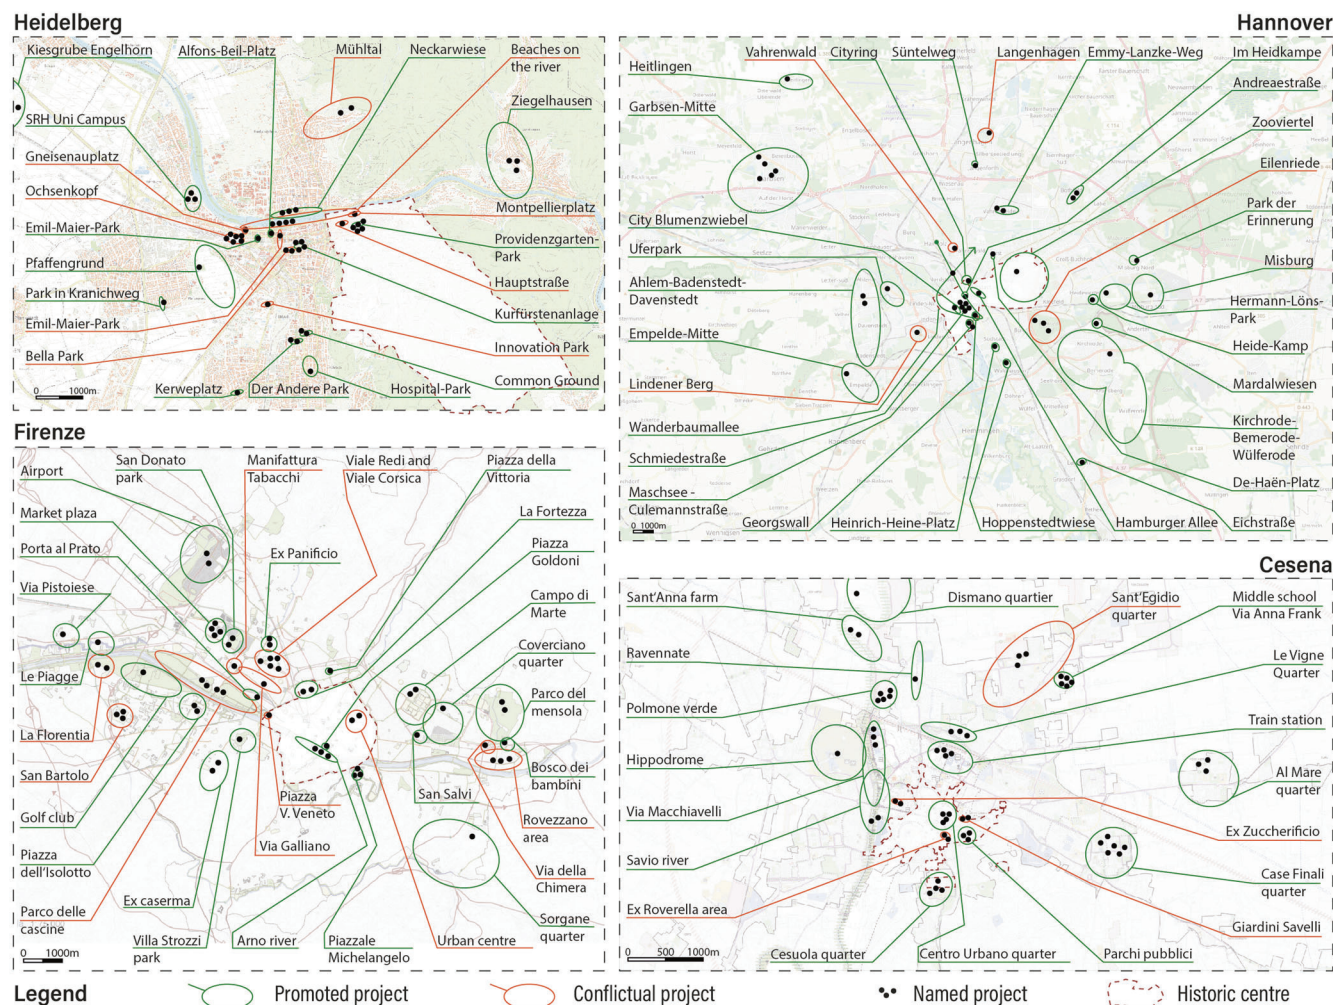 Heidelberg
Kiesgrube Engelhorn
Alfons-Beil-Platz
Mühltal
Neckarwiese
Beaches on
the river
Ziegelhausen
SRH Uni Campus
Gneisenauplatz
Ochsenkopf
Emil-Maier-Park
Pfaffengrund
Park in Kranichweg
Emil-Maier-Park
Bella Park
Montpellierplatz
Providenzgarten-
Park
Hauptstraße
Kurfürstenanlage
Innovation Park
Common Ground
Kerweplatz
Der Andere Park
Hospital-Park
0 1000m
Hannover
Vahrenwald
Cityring
Süntelweg
Langenhagen
Emmy-Lanzke-Weg
Im Heidkampe
Heitlingen
Andreaestraße
Garbsen-Mitte
Zooviertel
Eilenriede
Park der
Erinnerung
City Blumenzwiebel
Uferpark
Misburg
Ahlem-Badenstedt-
Davenstedt
Hermann-Löns-
Park
Empelde-Mitte
Heide-Kamp
Lindener Berg
Mardalwiesen
Wanderbaumallee
Kirchrode-
Bemerode-
Wülferode
Schmiedestraße
De-Haën-Platz
Maschsee -
Culemannstraße
Georgswall
Heinrich-Heine-Platz
Hoppenstedtwiese
Hamburger Allee
Eichstraße
0 1000m
Firenze
Airport
San Donato
park
Manifattura
Tabacchi
Viale Redi and
Viale Corsica
Piazza della
Vittoria
Market plaza
La Fortezza
Porta al Prato
Ex Panificio
Piazza
Goldoni
Via Pistoiese
Campo di
Marte
Coverciano
quarter
Le Piagge
Parco del
mensola
La Florentia
San Bartolo
Bosco dei
bambini
Golf club
Piazza
V. Veneto
San Salvi
Rovezzano
area
Piazza
dell'Isolotto
Via Galliano
Via della
Chimera
Parco delle
cascine
Ex caserma
Sorgane
quarter
Villa Strozzi
park
Arno river
Piazzale
Michelangelo
Urban centre
0 1000m
Cesena
Sant'Anna farm
Dismano quartier
Sant'Egidio
quarter
Middle school
Via Anna Frank
Ravennate
Le Vigne
Quarter
Polmone verde
Train station
Hippodrome
Al Mare
quarter
Via Macchiavelli
Ex Zuccherificio
Savio river
Case Finali
quarter
Ex Roverella area
Giardini Savelli
Cesuola quarter
Centro Urbano quarter
Parchi pubblici
0 500 1000m
Legend
Promoted project
Conflictual project
Named project
Historic centre